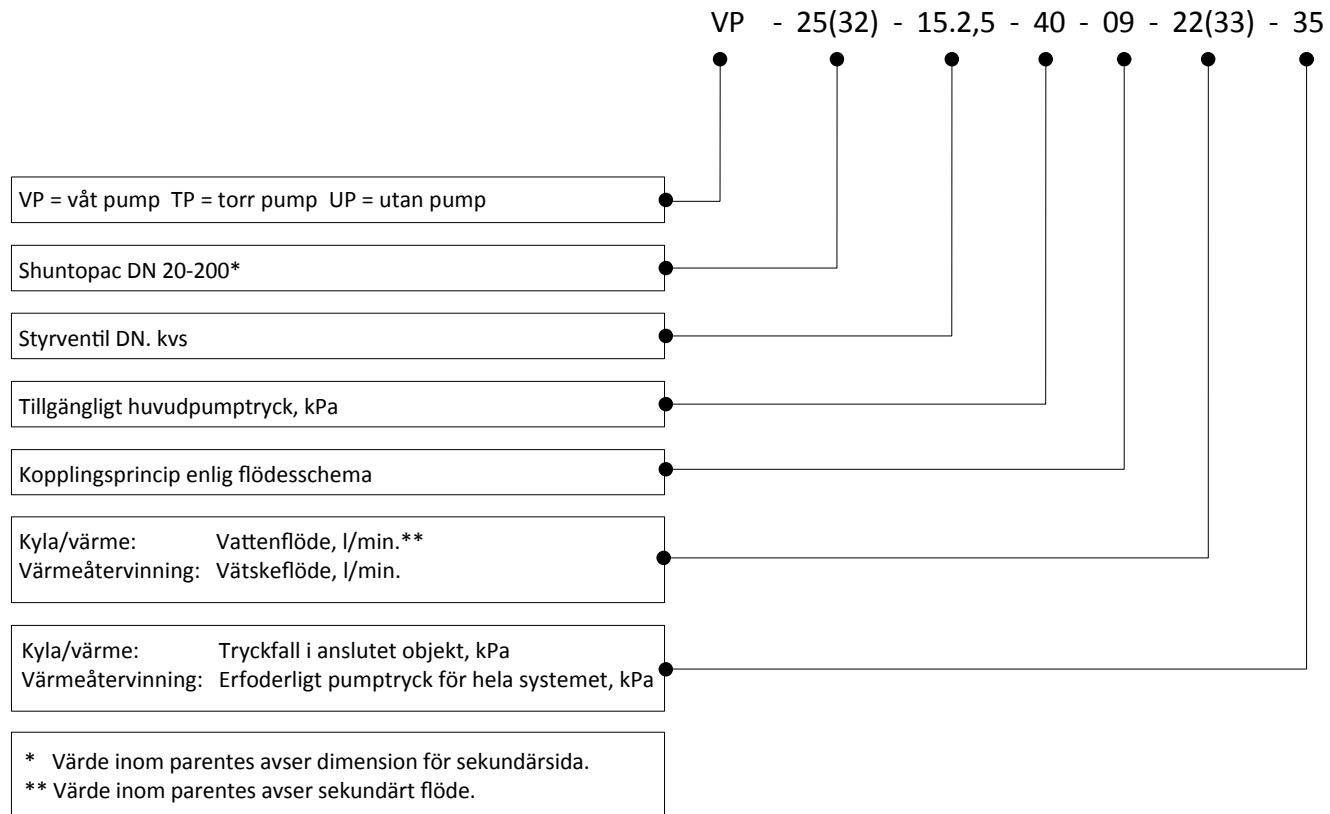 VP - 25(32) - 15.2,5 - 40 - 09 - 22(33) - 35
VP = våt pump TP = torr pump UP = utan pump
Shuntopac DN 20-200*
Styrventil DN. kvs
Tillgängligt huvudpumptryck, kPa
Kopplingsprincip enlig flödesschema
Kyla/värme: Vattenflöde, l/min.**
Värmeåtervinning: Vätskeflöde, l/min.
Kyla/värme: Tryckfall i anslutet objekt, kPa
Värmeåtervinning: Erfoderligt pumptryck för hela systemet, kPa
* Värde inom parentes avser dimension för sekundärsida.
** Värde inom parentes avser sekundärt flöde.